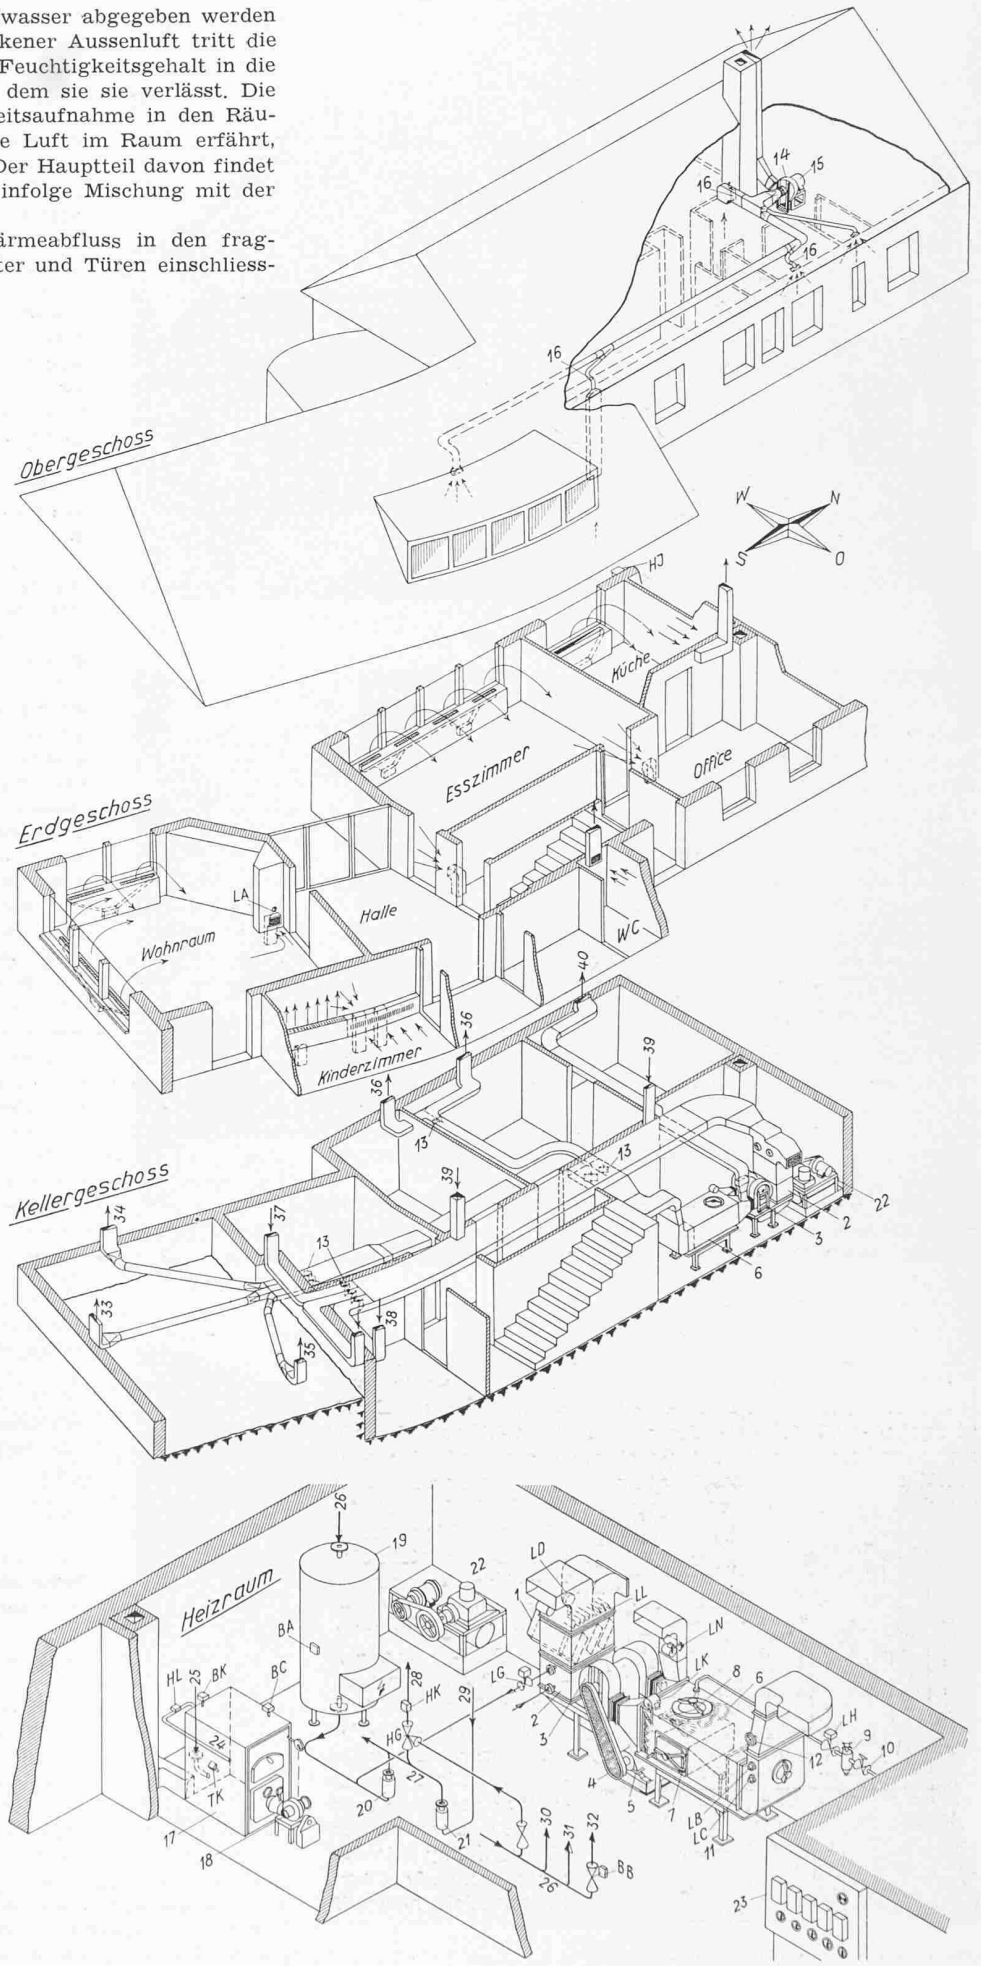 wasser abgegeben werden
kener Aussenluft tritt die
Feuchtigkeitsgehalt in die
dem sie sie verlässt. Die
eitsaufnahme in den Räu-
e Luft im Raum erfährt,
Der Hauptteil davon findet
infolge Mischung mit der
ärmeabfluss in den frag-
ter und Türen einschliess-
14
15
16
16
16
Obergeschoss
W
N
S
O
HJ
Küche
Esszimmer
Office
Erdgeschoss
LA
Halle
Wohnraum
WC
Kinderzimmer
40
36
36
39
13
13
39
Kellergeschoss
34
37
13
22
2
3
6
33
38
35
26
19
Heizraum
22
LD
1
LL
BA
LN
HL
25
BK
BC
28
LG
LK
8
6
HK
29
2
3
LH
9
24
HG
10
12
TK
27
4
5
7
20
LB
17
21
LC
18
30
31
32
11
26
BB
23